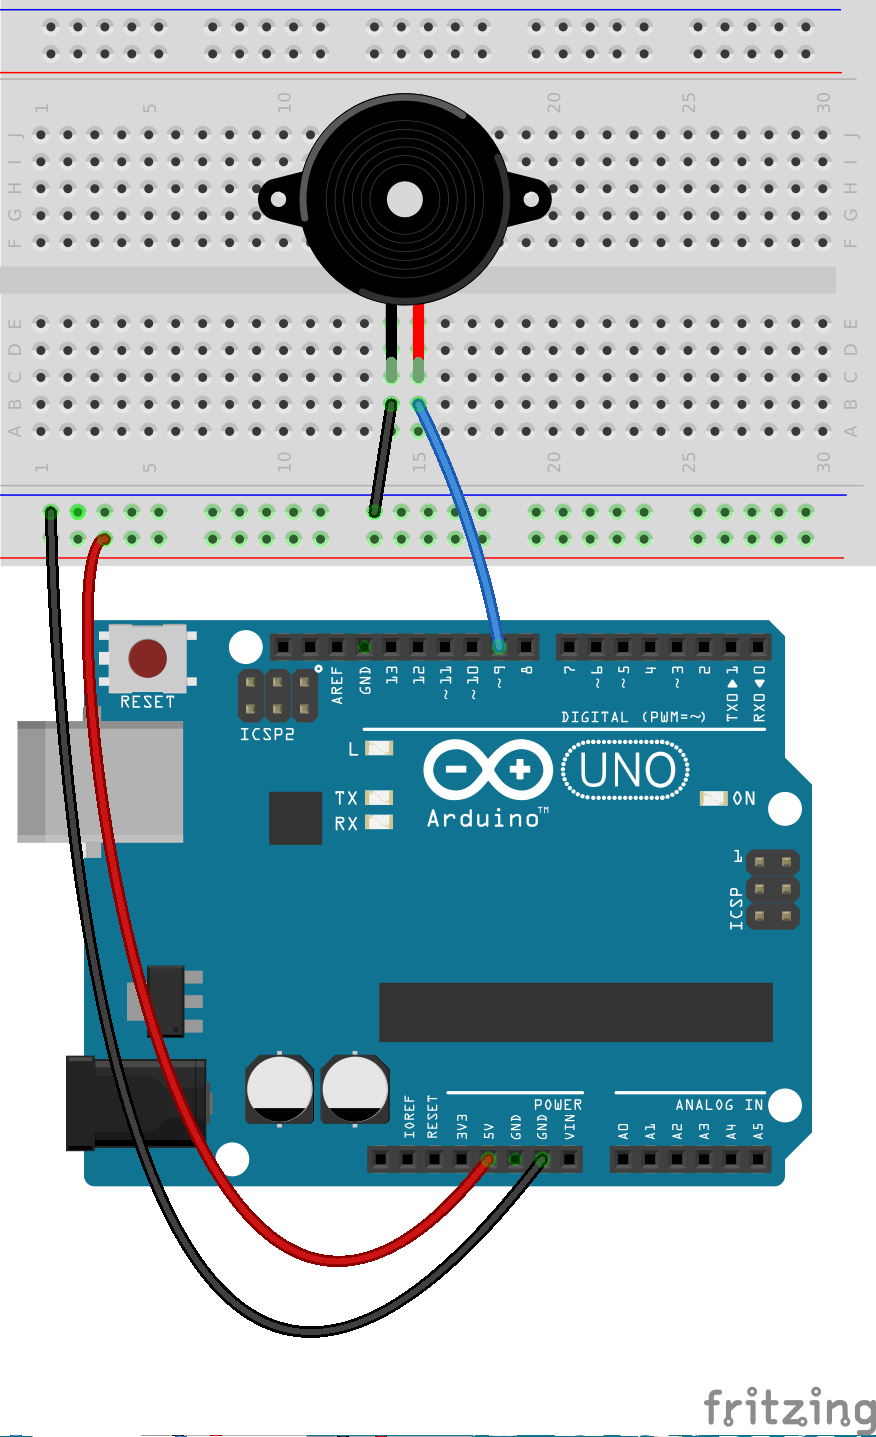 1 5 10 20 25 30
J J
I I
H H
G G
F F
E E
D D
C C
B B
A A
1 5 10 15 20 25 30
RESET
AREF
GND
13
12
~11
~10
~9
8
7
~6
~5
4
~3
2
TX0▶1
RX0◀0
ICSP2
DIGITAL (PWM=~)
L
TX
RX
UNO
Arduino™
ON
1
ICSP
POWER
ANALOG IN
IOREF
RESET
3V3
5V
GND
GND
VIN
A0
A1
A2
A3
A4
A5
fritzing